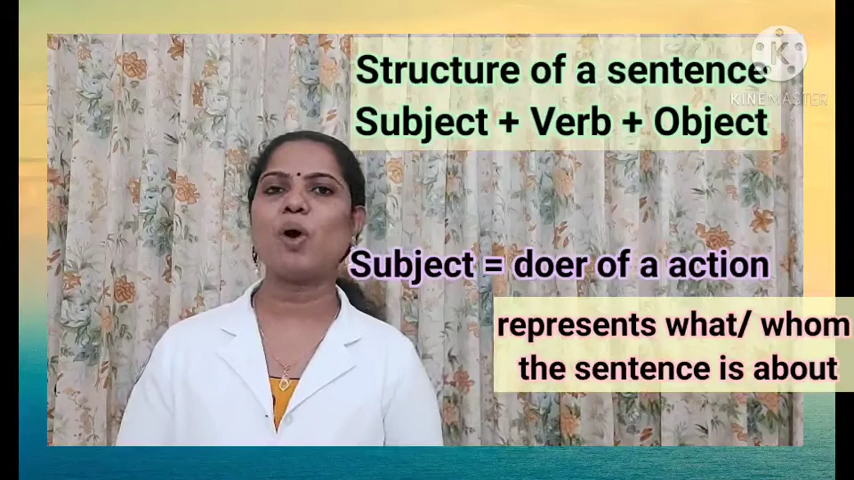 Structure of a sentence
Subject + Verb + Object
KINEMASTER
Subject = doer of a action
represents what/ whom
the sentence is about